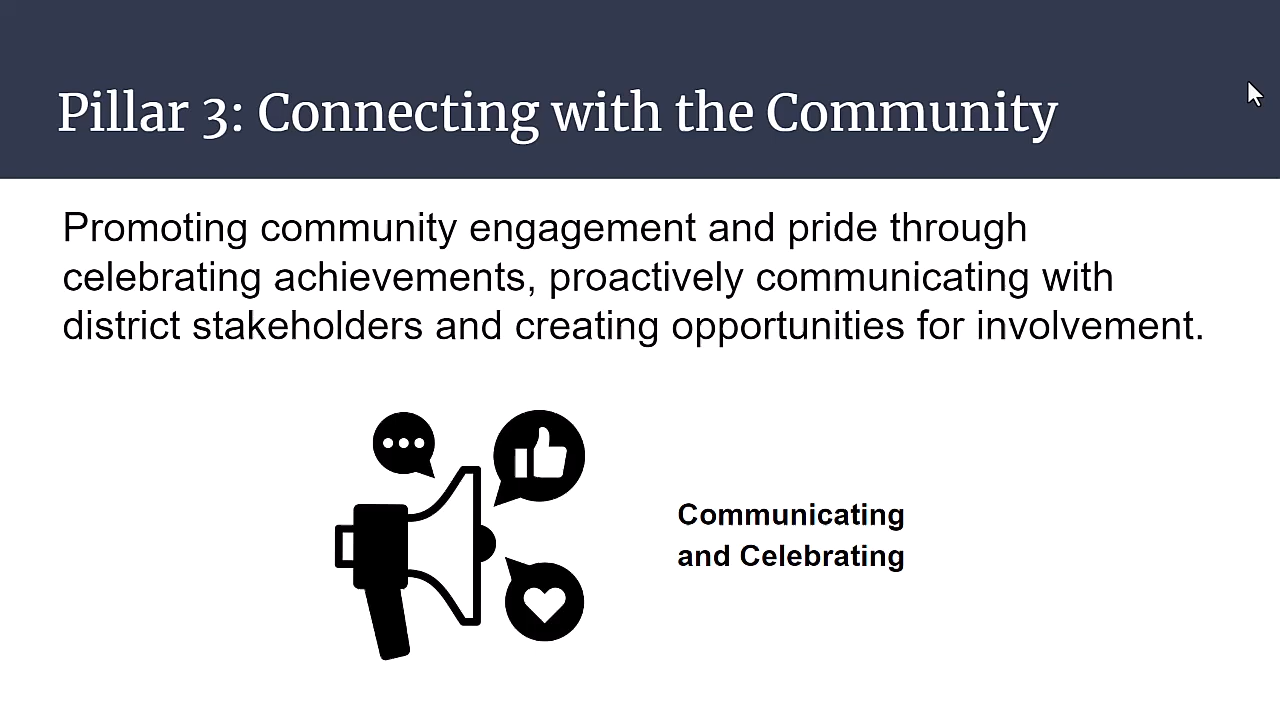 Pillar 3: Connecting with the Community
Promoting community engagement and pride through
celebrating achievements, proactively communicating with
district stakeholders and creating opportunities for involvement.
Communicating
and Celebrating